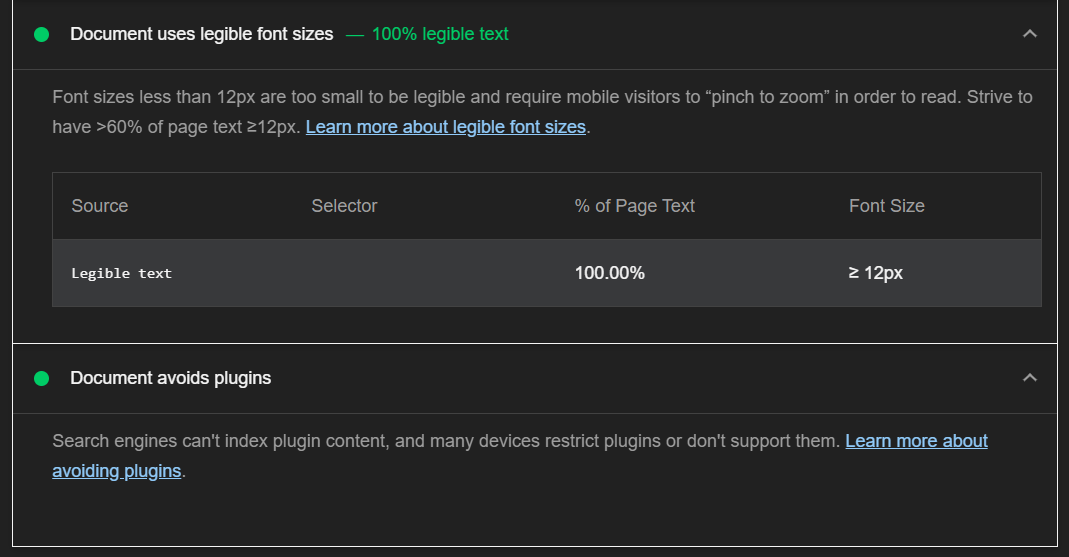 Document uses legible font sizes — 100% legible text
Font sizes less than 12px are too small to be legible and require mobile visitors to “pinch to zoom” in order to read. Strive to
have >60% of page text ≥12px. Learn more about legible font sizes.
Source Selector % of Page Text Font Size
Legible text 100.00% ≥ 12px
Document avoids plugins
Search engines can't index plugin content, and many devices restrict plugins or don't support them. Learn more about
avoiding plugins.